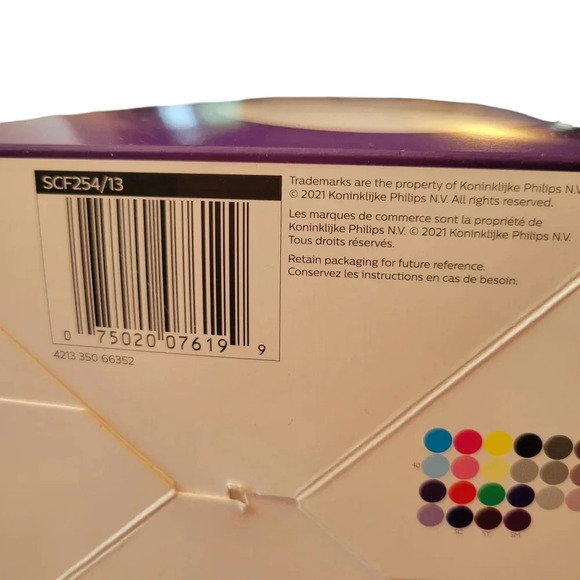 SCF254/13
0 75020 07619 9
4213 350 66352
Trademarks are the property of Koninklijke Philips N.V.
© 2021 Koninklijke Philips N.V. All rights reserved.
Les marques de commerce sont la propriété de
Koninklijke Philips N.V. © 2021 Koninklijke Philips N.V.
Tous droits réservés.
Retain packaging for future reference.
Conservez les instructions en cas de besoin.